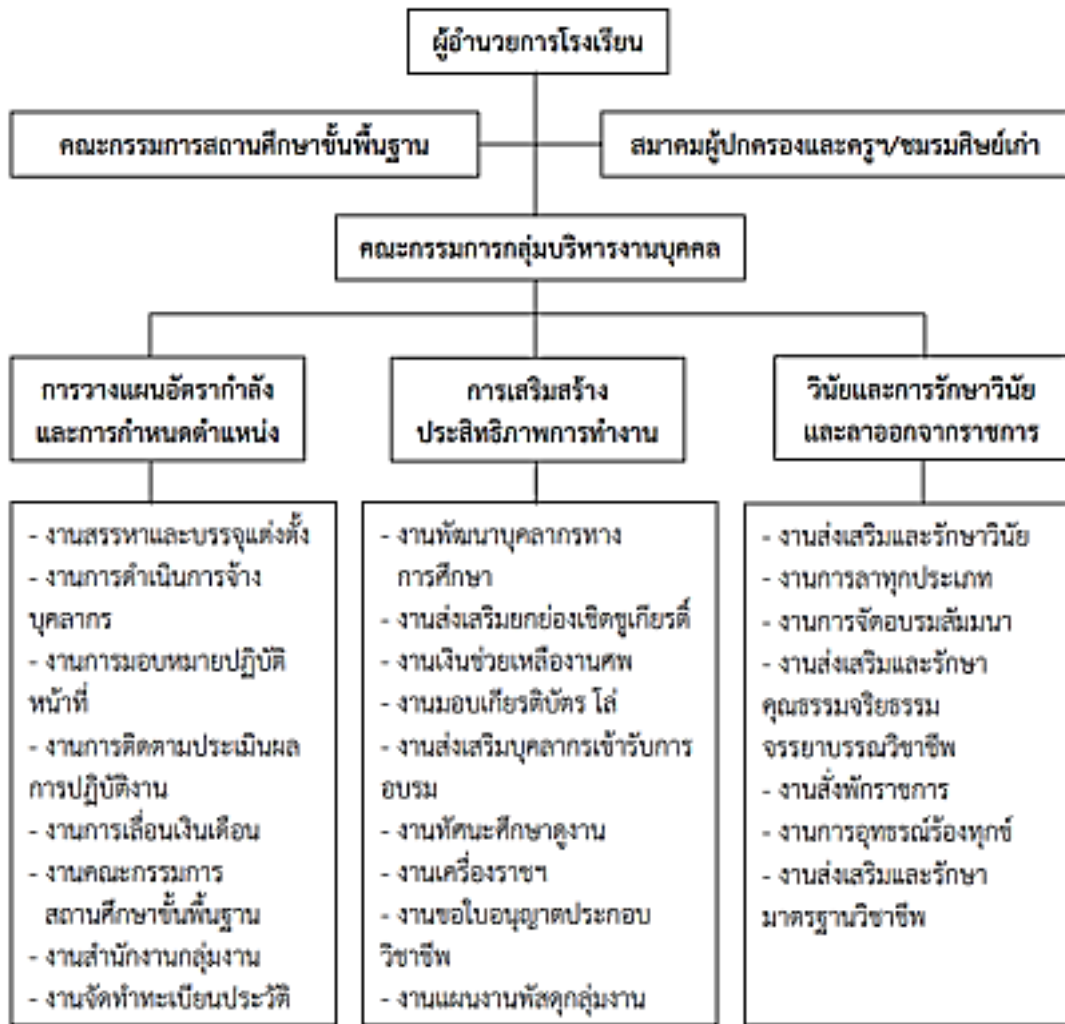 ผู้อำนวยการโรงเรียน
คณะกรรมการสถานศึกษาขั้นพื้นฐาน
สมาคมผู้ปกครองและครูฯ/ชมรมศิษย์เก่า
คณะกรรมการกลุ่มบริหารงานบุคคล
การวางแผนอัตรากำลัง
และการกำหนดตำแหน่ง
- งานสรรหาและบรรจุแต่งตั้ง
- งานการดำเนินการจ้าง
บุคลากร
- งานการมอบหมายปฏิบัติ
หน้าที่
- งานการติดตามประเมินผล
การปฏิบัติงาน
- งานการเลื่อนเงินเดือน
- งานคณะกรรมการ
สถานศึกษาขั้นพื้นฐาน
- งานสำนักงานกลุ่มงาน
- งานจัดทำทะเบียนประวัติ
การเสริมสร้าง
ประสิทธิภาพการทำงาน
- งานพัฒนาบุคลากรทาง
การศึกษา
- งานส่งเสริมยกย่องเชิดชูเกียรติ์
- งานเงินช่วยเหลืองานศพ
- งานมอบเกียรติบัตร โล่
- งานส่งเสริมบุคลากรเข้ารับการ
อบรม
- งานทัศนะศึกษาดูงาน
- งานเครื่องราชฯ
- งานขอใบอนุญาตประกอบ
วิชาชีพ
- งานแผนงานพัสดุกลุ่มงาน
วินัยและการรักษาวินัย
และลาออกจากราชการ
- งานส่งเสริมและรักษาวินัย
- งานการลาทุกประเภท
- งานการจัดอบรมสัมมนา
- งานส่งเสริมและรักษา
คุณธรรมจริยธรรม
จรรยาบรรณวิชาชีพ
- งานสั่งพักราชการ
- งานการอุทธรณ์ร้องทุกข์
- งานส่งเสริมและรักษา
มาตรฐานวิชาชีพ